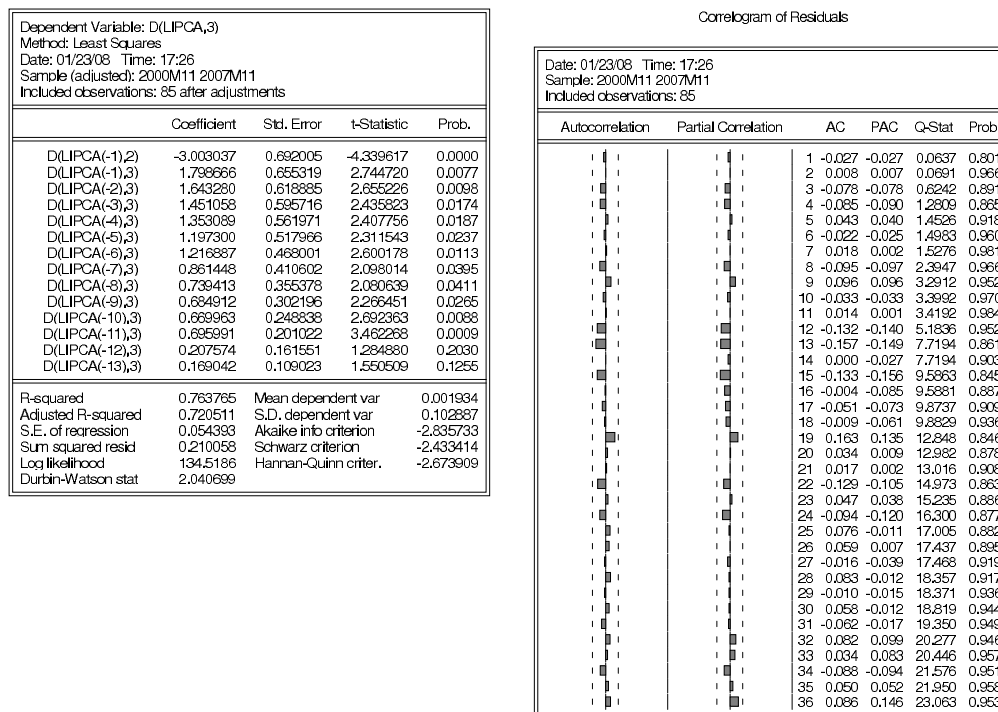 Dependent Variable: D(LIPCA,3)
Method: Least Squares
Date: 01/23/08 Time: 17:26
Sample (adjusted): 2000M11 2007M11
Included observations: 85 after adjustments
Coefficient Std. Error t-Statistic Prob.
D(LIPCA(-1),2) -3.003037 0.692005 -4.339617 0.0000
D(LIPCA(-1),3) 1.798666 0.655319 2.744720 0.0077
D(LIPCA(-2),3) 1.643280 0.618885 2.655226 0.0098
D(LIPCA(-3),3) 1.451058 0.595716 2.435823 0.0174
D(LIPCA(-4),3) 1.353089 0.561971 2.407756 0.0187
D(LIPCA(-5),3) 1.197300 0.517966 2.311543 0.0237
D(LIPCA(-6),3) 1.216887 0.468001 2.600178 0.0113
D(LIPCA(-7),3) 0.861448 0.410602 2.098014 0.0395
D(LIPCA(-8),3) 0.739413 0.355378 2.080639 0.0411
D(LIPCA(-9),3) 0.684912 0.302196 2.266451 0.0265
D(LIPCA(-10),3) 0.669963 0.248838 2.692363 0.0088
D(LIPCA(-11),3) 0.695991 0.201022 3.462268 0.0009
D(LIPCA(-12),3) 0.207574 0.161551 1.284880 0.2030
D(LIPCA(-13),3) 0.169042 0.109023 1.550509 0.1255
R-squared 0.763765 Mean dependent var 0.001934
Adjusted R-squared 0.720511 S.D. dependent var 0.102887
S.E. of regression 0.054393 Akaike info criterion -2.835733
Sum squared resid 0.210058 Schwarz criterion -2.433414
Log likelihood 134.5186 Hannan-Quinn criter. -2.673909
Durbin-Watson stat 2.040699
Correlogram of Residuals
Date: 01/23/08 Time: 17:26
Sample: 2000M11 2007M11
Included observations: 85
Autocorrelation Partial Correlation AC PAC Q-Stat Prob
1 -0.027 -0.027 0.0637 0.801
2 0.008 0.007 0.0691 0.966
3 -0.078 -0.078 0.6242 0.891
4 -0.085 -0.090 1.2809 0.865
5 0.043 0.040 1.4526 0.918
6 -0.022 -0.025 1.4983 0.960
7 0.018 0.002 1.5276 0.981
8 -0.095 -0.097 2.3947 0.966
9 0.096 0.096 3.2912 0.952
10 -0.033 -0.033 3.3992 0.970
11 0.014 0.001 3.4192 0.984
12 -0.132 -0.140 5.1836 0.952
13 -0.157 -0.149 7.7194 0.861
14 0.000 -0.027 7.7194 0.903
15 -0.133 -0.156 9.5863 0.845
16 -0.004 -0.085 9.5881 0.887
17 -0.051 -0.073 9.8737 0.909
18 -0.009 -0.061 9.8829 0.936
19 0.163 0.135 12.848 0.846
20 0.034 0.009 12.982 0.878
21 0.017 0.002 13.016 0.908
22 -0.129 -0.105 14.973 0.863
23 0.047 0.038 15.235 0.886
24 -0.094 -0.120 16.300 0.877
25 0.076 -0.011 17.005 0.882
26 0.059 0.007 17.437 0.895
27 -0.016 -0.039 17.468 0.919
28 0.083 -0.012 18.357 0.917
29 -0.010 -0.015 18.371 0.936
30 0.058 -0.012 18.819 0.944
31 -0.062 -0.017 19.350 0.949
32 0.082 0.099 20.277 0.946
33 0.034 0.083 20.446 0.957
34 -0.088 -0.094 21.576 0.951
35 0.050 0.052 21.950 0.958
36 0.086 0.146 23.063 0.953